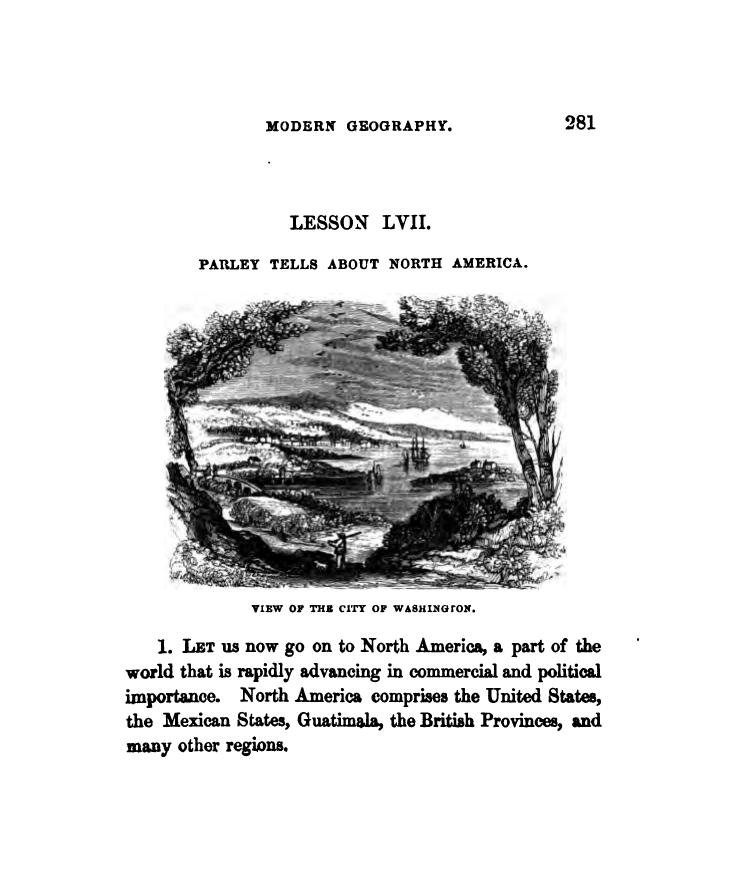 MODERN GEOGRAPHY. 281
LESSON LVII.
PARLEY TELLS ABOUT NORTH AMERICA.
VIEW OF THE CITY OF WASHINGTON.
1. LET us now go on to North America, a part of the
world that is rapidly advancing in commercial and political
importance. North America comprises the United States,
the Mexican States, Guatimala, the British Provinces, and
many other regions.